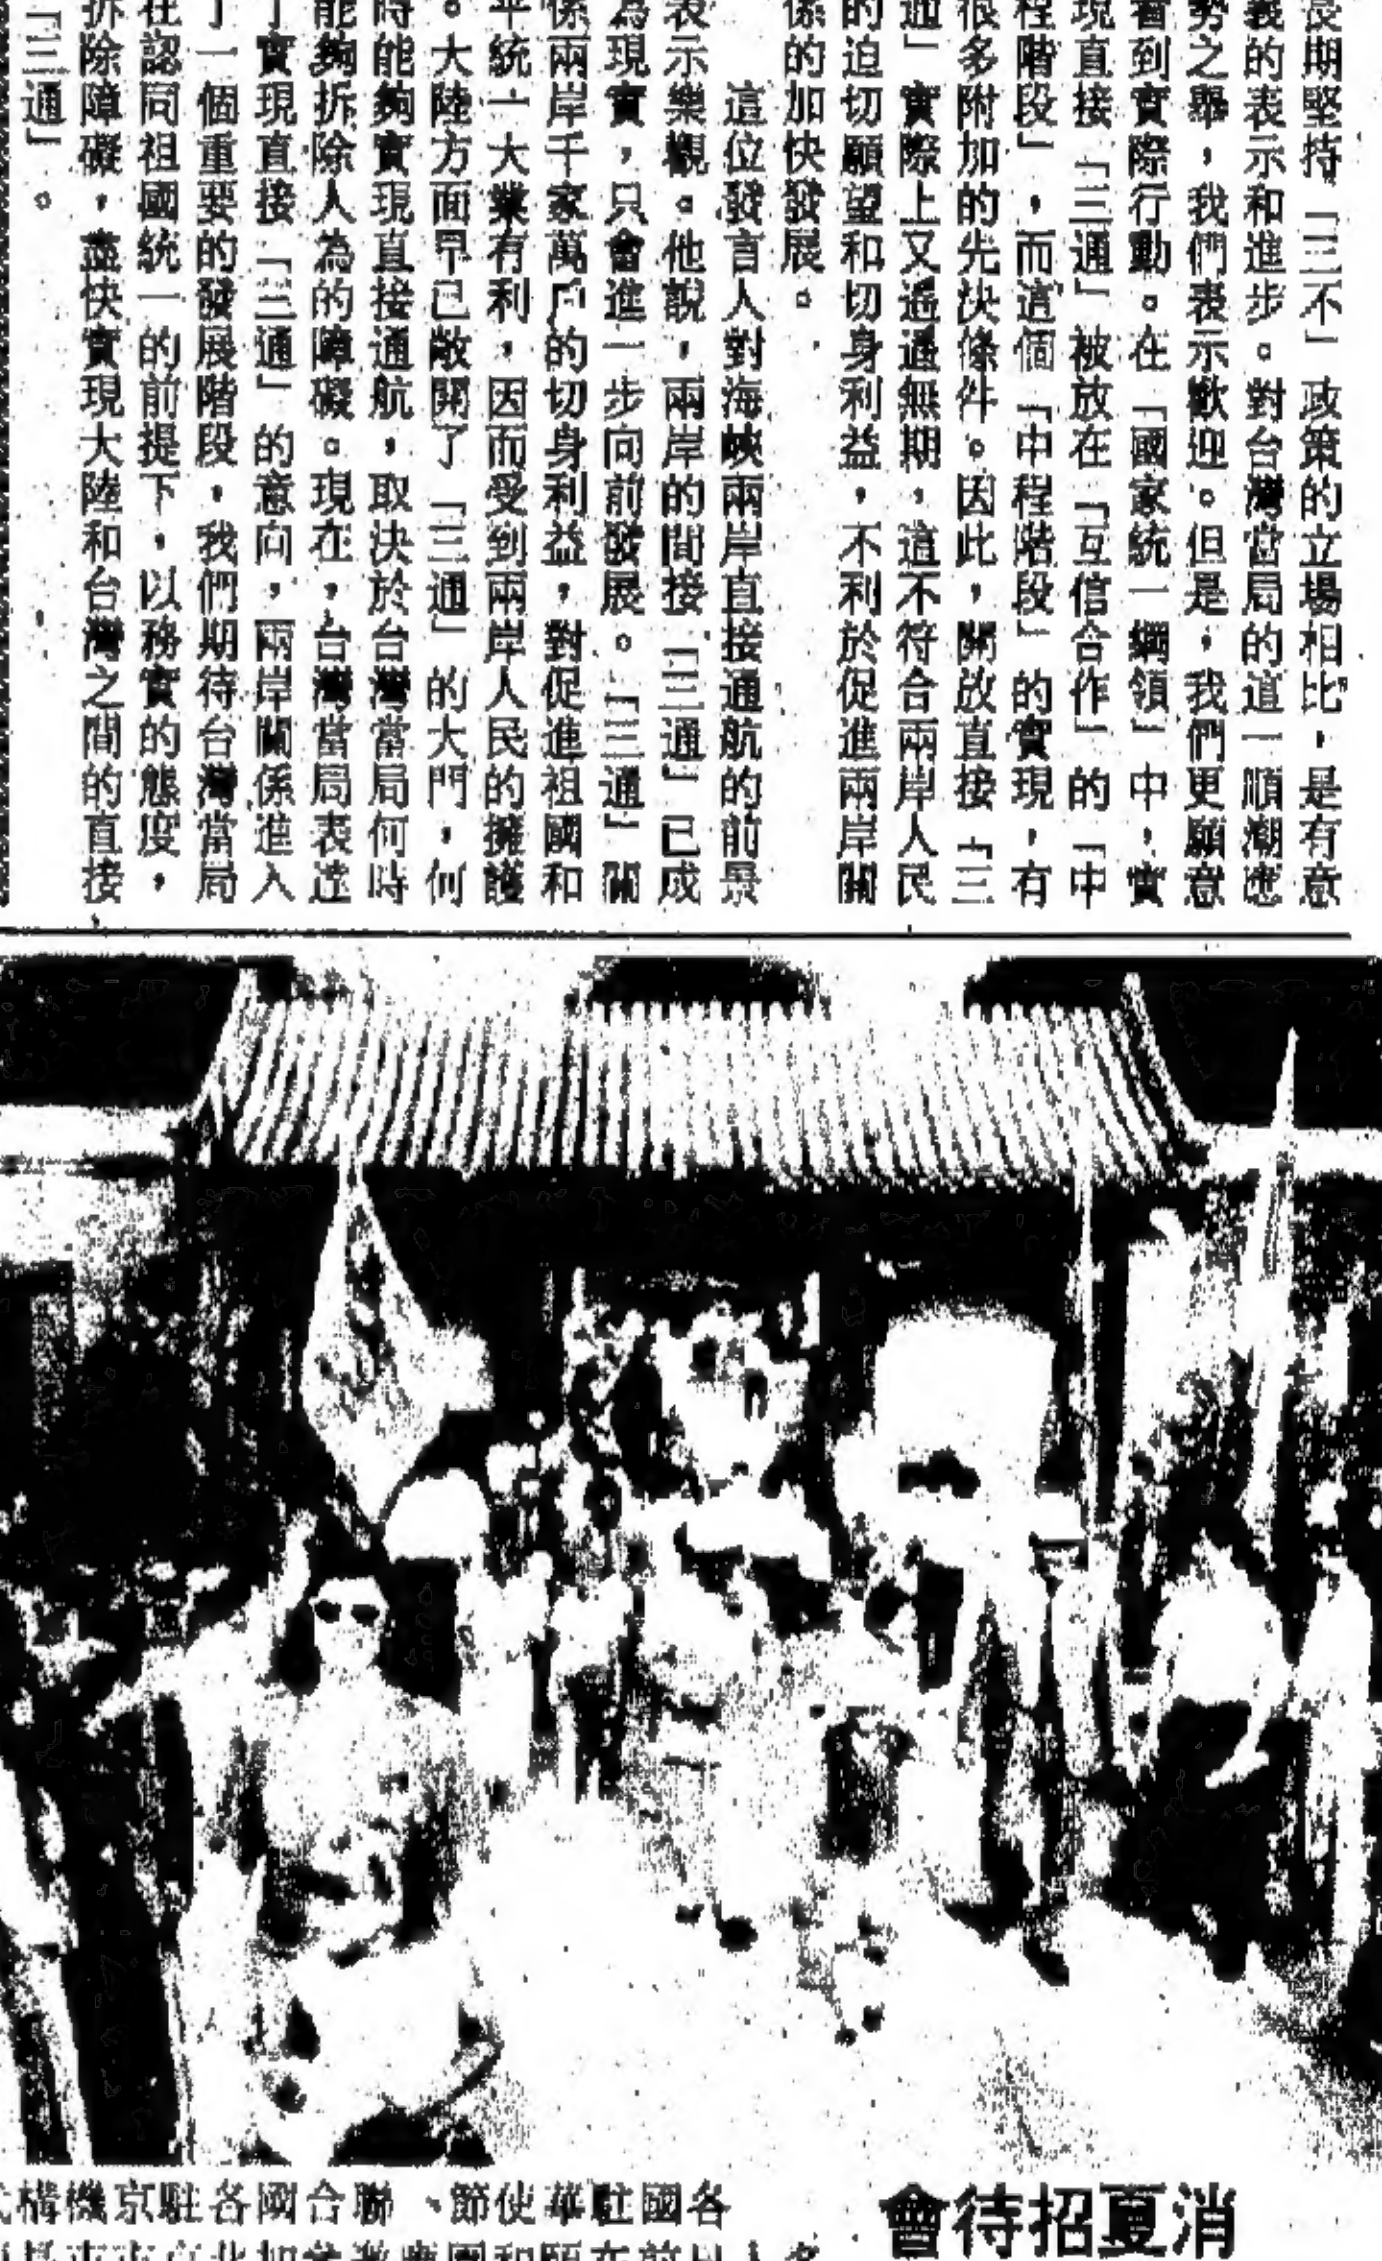 長期堅持「三不」政策的立場相比，是有意
義的表示和進步。對台灣當局的這一順潮應
勢之舉，我們表示歡迎。但是，我們更願意
看到實際行動。在「國家統一綱領」中，實
現直接「三通」被放在「互信合作」的「中
程階段」，而這個「中程階段」的實現，有
很多附加的先決條件。因此，開放直接「三
通」實際上又遙遙無期，這不符合兩岸人民
的迫切願望和切身利益，不利於促進兩岸關
係的加快發展。
這位發言人對海峽兩岸直接通航的前景
表示樂觀。他說，兩岸的間接「三通」已成
為現實，只會進一步向前發展。「三通」關
係兩岸千家萬戶的切身利益，對促進祖國和
平統一大業有利，因而受到兩岸人民的擁護
。大陸方面早已敞開了「三通」的大門，何
時能夠實現直接通航，取決於台灣當局何時
能夠拆除人為的障礙。現在，台灣當局表達
了實現直接「三通」的意向，兩岸關係進入
了一個重要的發展階段，我們期待台灣當局
在認同祖國統一的前提下，以務實的態度，
拆除障礙，盡快實現大陸和台灣之間的直接
「三通」。
消夏招待會
各國駐華使節、聯合國各駐京機構